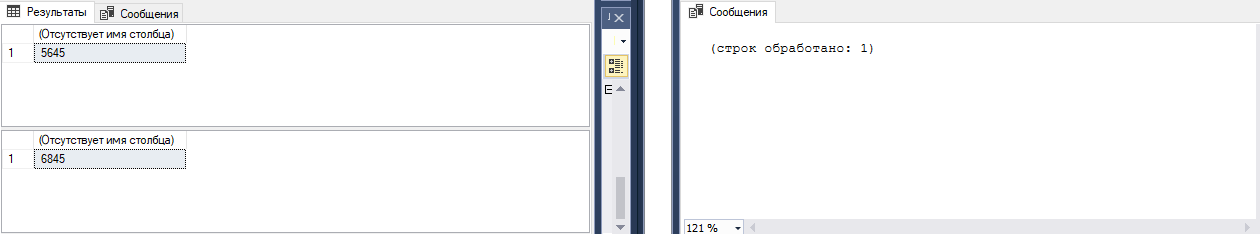 Результаты Сообщения
(Отсутствует имя столбца)
1 5645
(Отсутствует имя столбца)
1 6845
Сообщения
(строк обработано: 1)
121 %